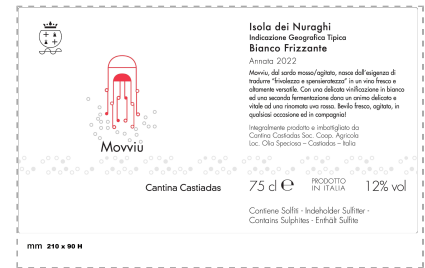 Isola dei Nuraghi
Indicazione Geografica Tipica
Bianco Frizzante
Annata 2022
Movviu, dal sardo mosso/agitato, nasce dall'esigenza di
tradurre "frivolezza e spensieratezza" in un vino fresco e
altamente versatile. Con una delicata vinificazione in bianco
ed una seconda fermentazione dona un animo delicato e
vitale ad una rinomata uva rossa. Bevilo fresco, agitato, in
qualsiasi occasione ed in compagnia!
Integralmente prodotto e imbottigliato da
Cantina Castiadas Soc. Coop. Agricola
Loc. Olia Speciosa – Castiadas – Italia
Movviu
Cantina Castiadas
75 cl ℮ PRODOTTO IN ITALIA 12% vol
Contiene Solfiti - Indeholder Sulfitter -
Contains Sulphites - Enthält Sulfite
mm 210 x 90 H